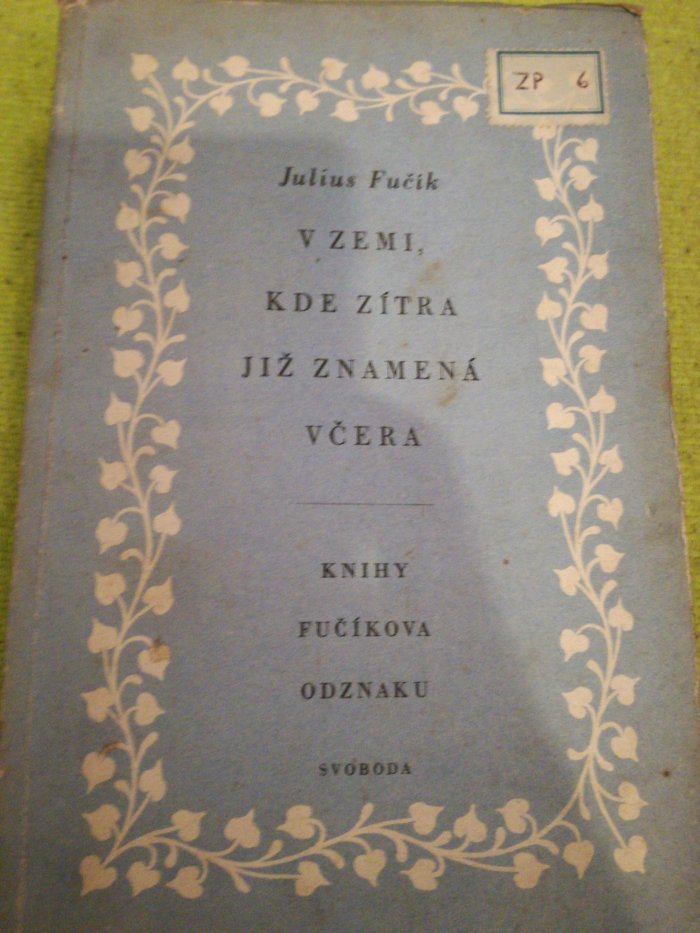 ZP 6
Julius Fučík
V ZEMI,
KDE ZÍTRA
JIŽ ZNAMENÁ
VČERA
KNIHY
FUČÍKOVA
ODZNAKU
SVOBODA